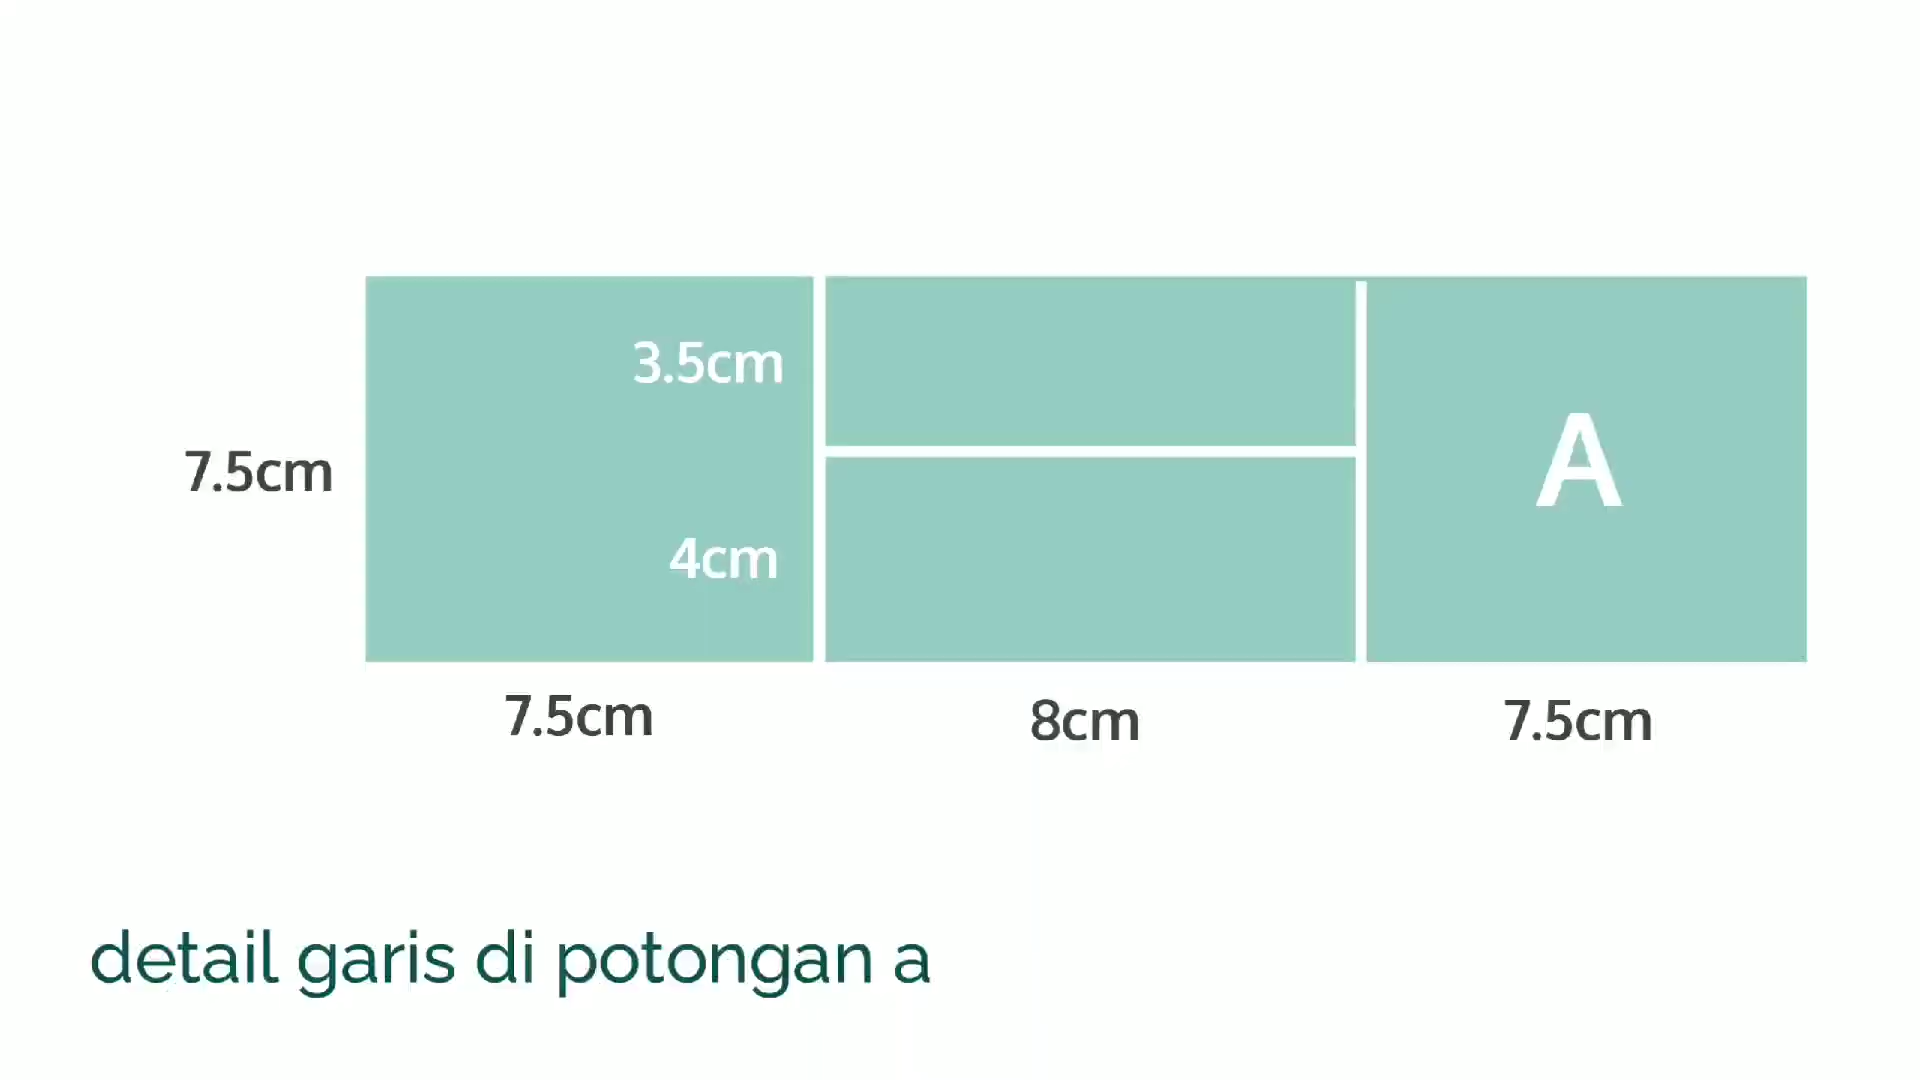 3.5cm
A
7.5cm
4cm
7.5cm
8cm
7.5cm
detail garis di potongan a